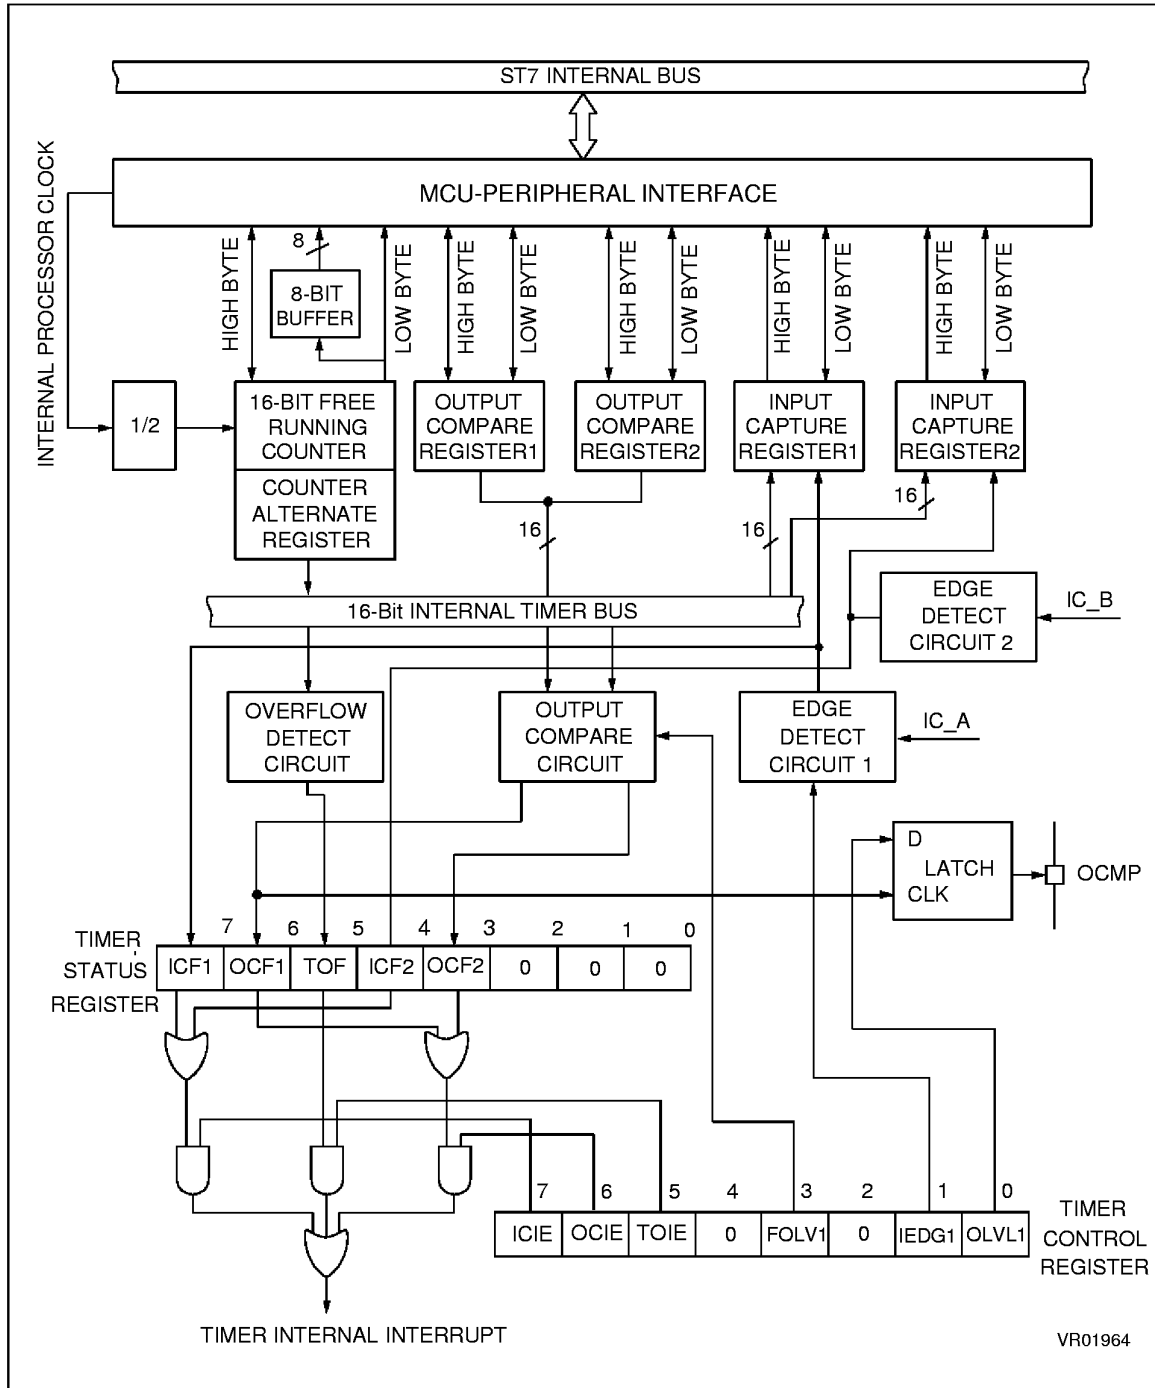 ST7 INTERNAL BUS
MCU-PERIPHERAL INTERFACE
INTERNAL PROCESSOR CLOCK
HIGH BYTE
8
8-BIT
BUFFER
LOW BYTE
HIGH BYTE
LOW BYTE
HIGH BYTE
LOW BYTE
HIGH BYTE
LOW BYTE
HIGH BYTE
LOW BYTE
1/2
16-BIT FREE
RUNNING
COUNTER
COUNTER
ALTERNATE
REGISTER
OUTPUT
COMPARE
REGISTER1
OUTPUT
COMPARE
REGISTER2
INPUT
CAPTURE
REGISTER1
INPUT
CAPTURE
REGISTER2
16
16
16
16-Bit INTERNAL TIMER BUS
EDGE
DETECT
CIRCUIT 2
IC_B
OVERFLOW
DETECT
CIRCUIT
OUTPUT
COMPARE
CIRCUIT
EDGE
DETECT
CIRCUIT 1
IC_A
D
LATCH
CLK
OCMP
7 6 5 4 3 2 1 0
TIMER
STATUS
REGISTER
ICF1 OCF1 TOF ICF2 OCF2 0 0 0
7 6 5 4 3 2 1 0
ICIE OCIE TOIE 0 FOLV1 0 IEDG1 OLVL1
TIMER
CONTROL
REGISTER
TIMER INTERNAL INTERRUPT
VR01964